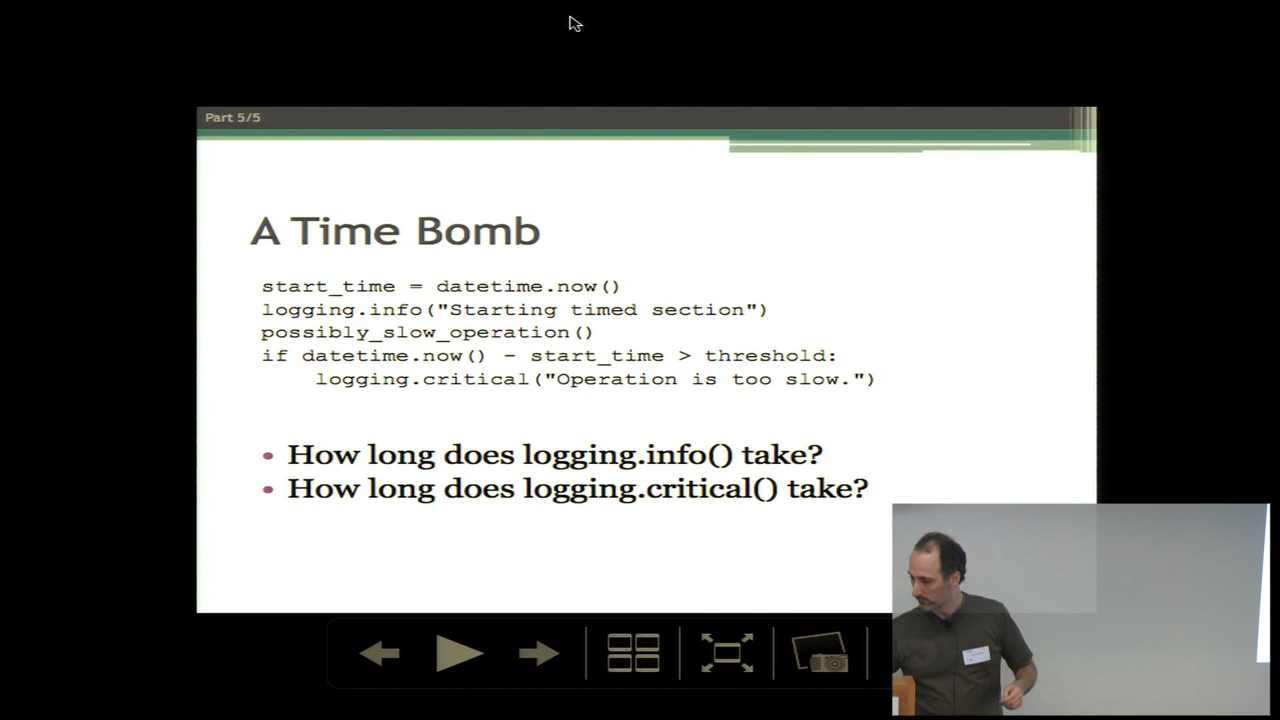 Part 5/5
A Time Bomb
start_time = datetime.now()
logging.info("Starting timed section")
possibly_slow_operation()
if datetime.now() - start_time > threshold:
    logging.critical("Operation is too slow.")
• How long does logging.info() take?
• How long does logging.critical() take?